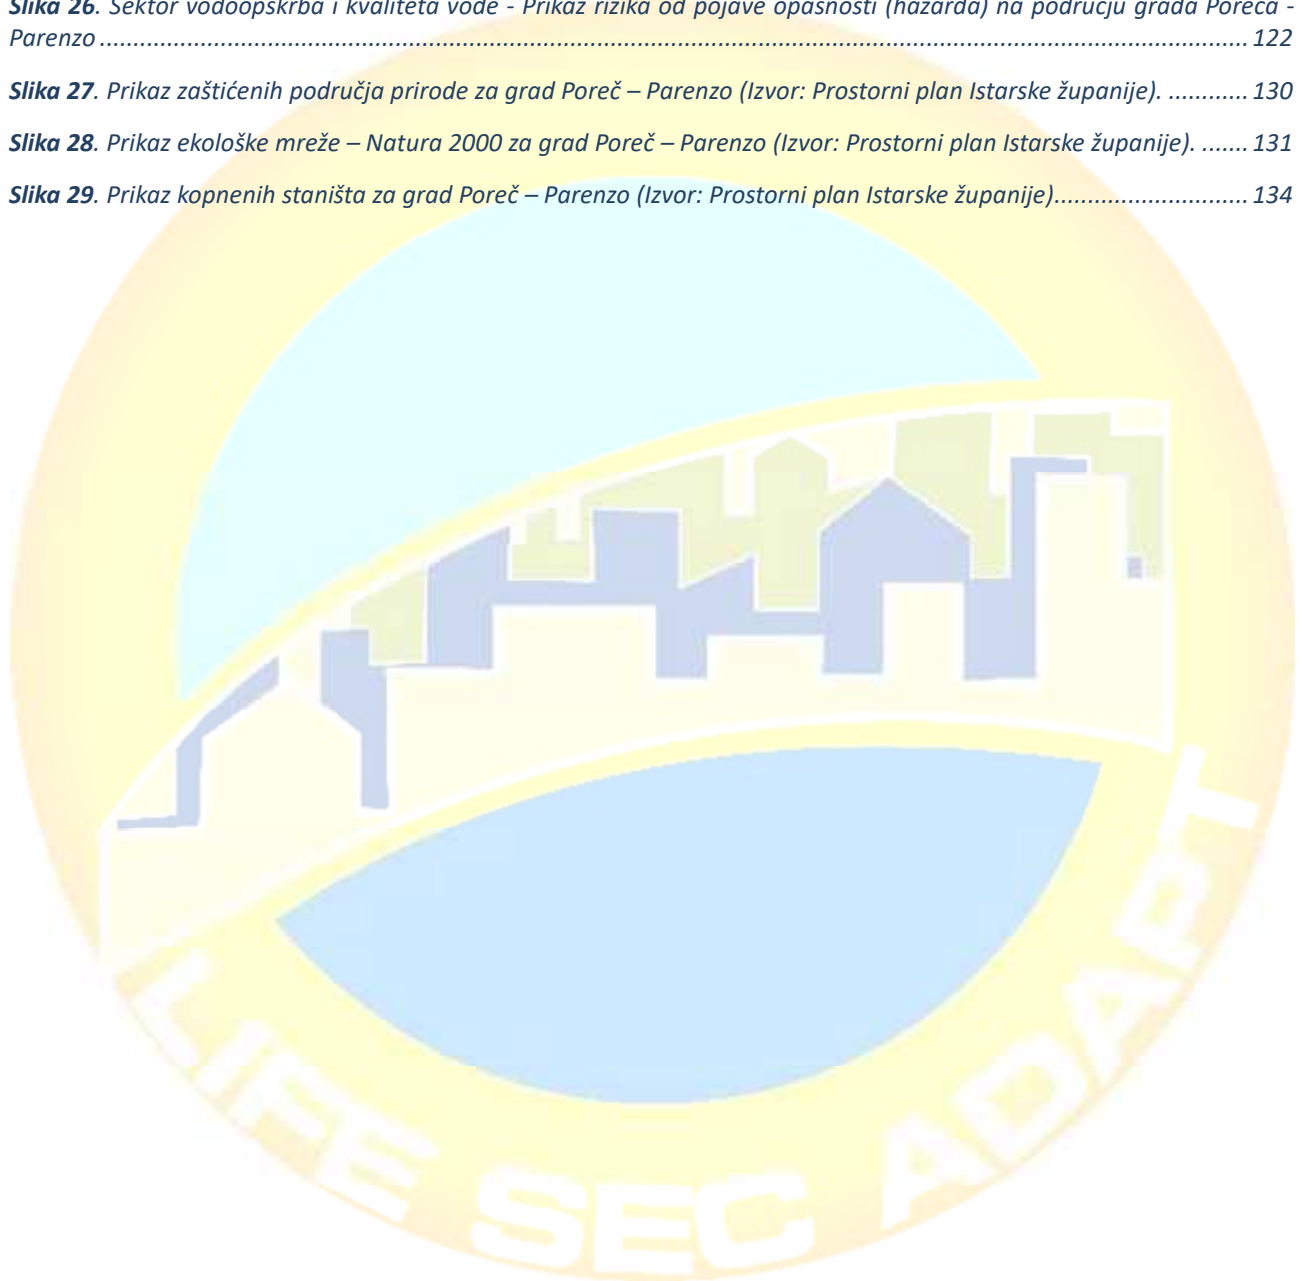 Slika 26. Sektor vodoopskrba i kvaliteta vode - Prikaz rizika od pojave opasnosti (hazarda) na području grada Poreča -
Parenzo ........................................................................................................................................................ 122
Slika 27. Prikaz zaštićenih područja prirode za grad Poreč – Parenzo (Izvor: Prostorni plan Istarske županije). ............ 130
Slika 28. Prikaz ekološke mreže – Natura 2000 za grad Poreč – Parenzo (Izvor: Prostorni plan Istarske županije). ....... 131
Slika 29. Prikaz kopnenih staništa za grad Poreč – Parenzo (Izvor: Prostorni plan Istarske županije)............................. 134
LIFE SEC ADAPT